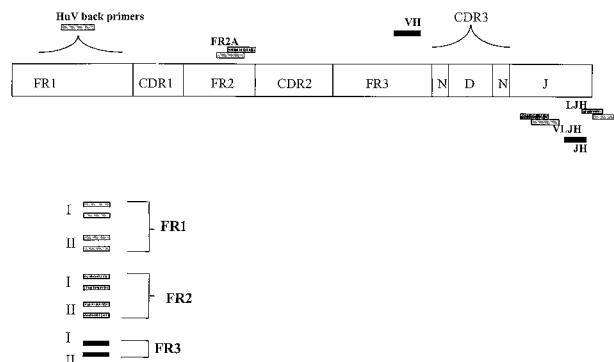 HuV back primers
VH
CDR3
FR2A
FR1 CDR1 FR2 CDR2 FR3 N D N J
LJH
VLJH
JH
I
FR1
II
I
FR2
II
I
FR3
II